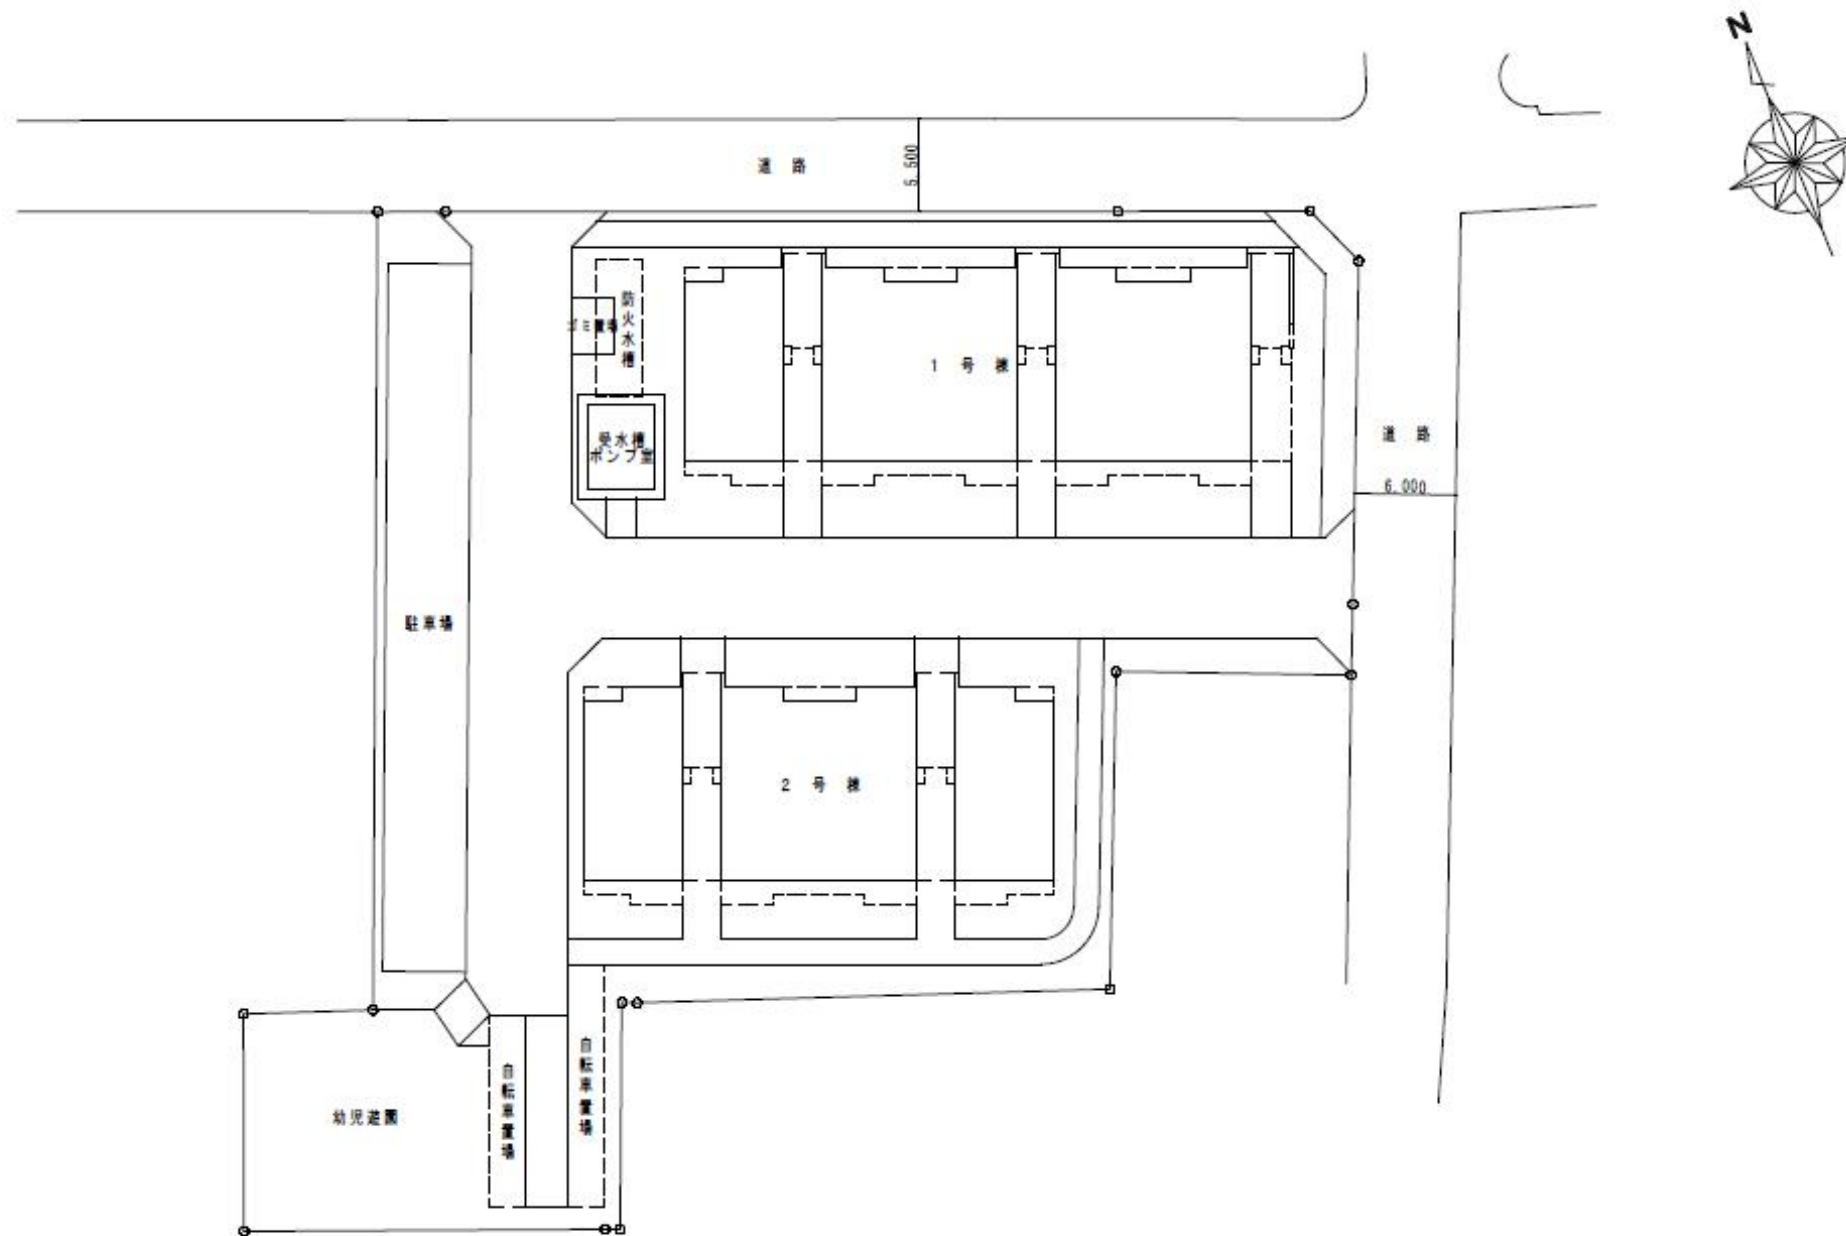 N
道路
5.500
防火水槽
ゴミ置場
1号棟
受水槽
ポンプ室
道路
6.000
駐車場
2号棟
自転車置場
自転車置場
幼児遊園